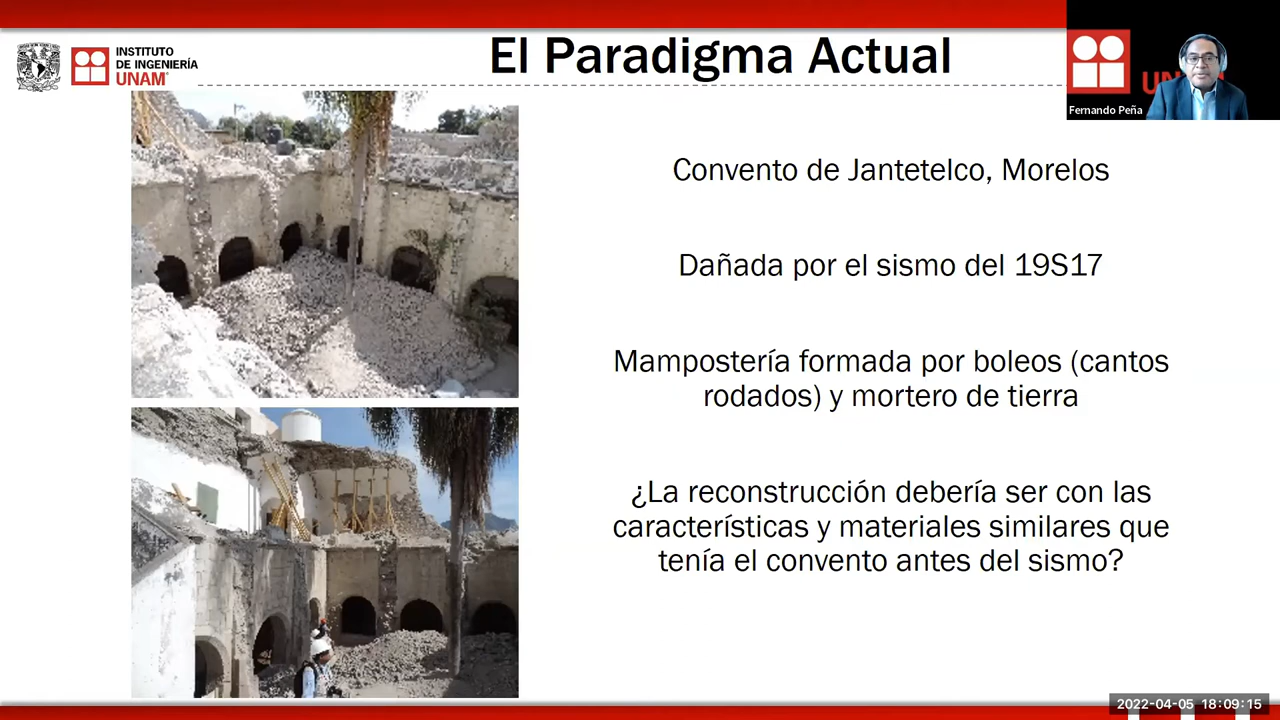 INSTITUTO
DE INGENIERÍA
UNAM
El Paradigma Actual
UNAM
Fernando Peña
Convento de Jantetelco, Morelos
Dañada por el sismo del 19S17
Mampostería formada por boleos (cantos
rodados) y mortero de tierra
¿La reconstrucción debería ser con las
características y materiales similares que
tenía el convento antes del sismo?
2022-04-05 18:09:15